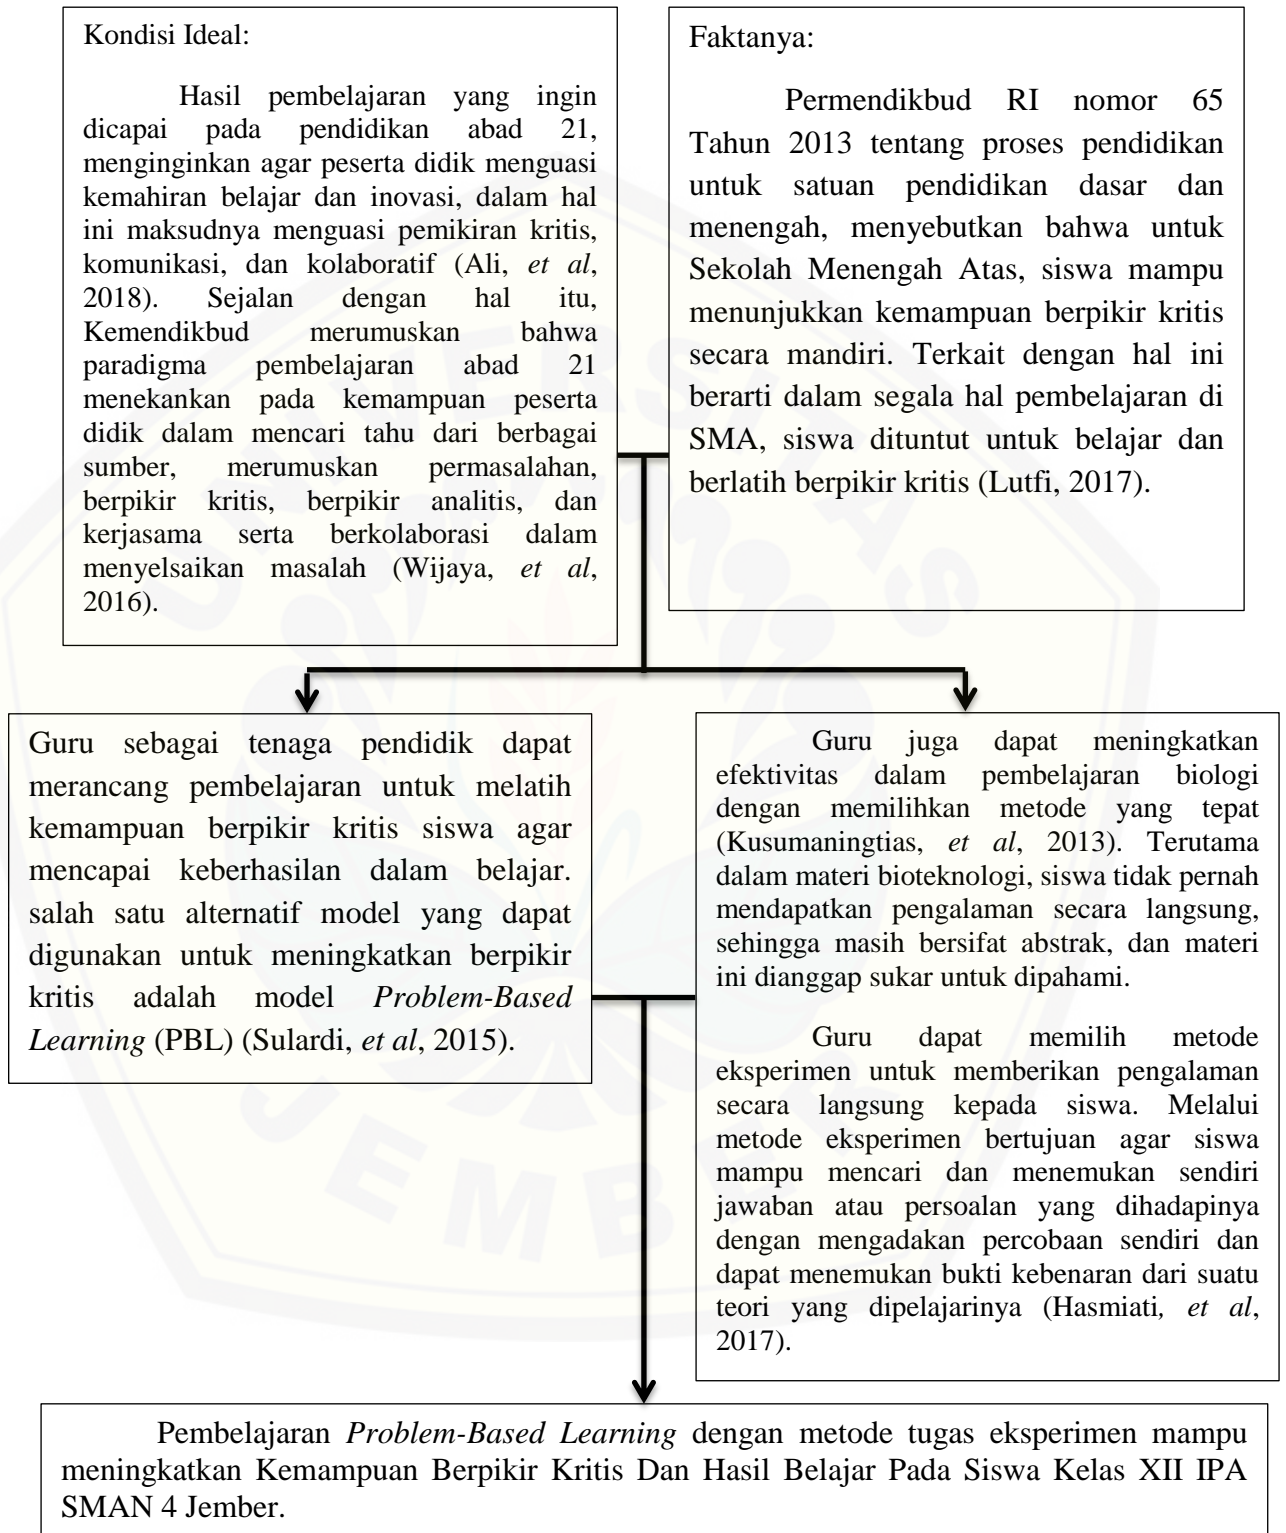 Kondisi Ideal:
Hasil pembelajaran yang ingin
dicapai pada pendidikan abad 21,
menginginkan agar peserta didik menguasi
kemahiran belajar dan inovasi, dalam hal
ini maksudnya menguasi pemikiran kritis,
komunikasi, dan kolaboratif (Ali, et al,
2018). Sejalan dengan hal itu,
Kemendikbud merumuskan bahwa
paradigma pembelajaran abad 21
menekankan pada kemampuan peserta
didik dalam mencari tahu dari berbagai
sumber, merumuskan permasalahan,
berpikir kritis, berpikir analitis, dan
kerjasama serta berkolaborasi dalam
menyelsaikan masalah (Wijaya, et al,
2016).
Faktanya:
Permendikbud RI nomor 65
Tahun 2013 tentang proses pendidikan
untuk satuan pendidikan dasar dan
menengah, menyebutkan bahwa untuk
Sekolah Menengah Atas, siswa mampu
menunjukkan kemampuan berpikir kritis
secara mandiri. Terkait dengan hal ini
berarti dalam segala hal pembelajaran di
SMA, siswa dituntut untuk belajar dan
berlatih berpikir kritis (Lutfi, 2017).
Guru sebagai tenaga pendidik dapat
merancang pembelajaran untuk melatih
kemampuan berpikir kritis siswa agar
mencapai keberhasilan dalam belajar.
salah satu alternatif model yang dapat
digunakan untuk meningkatkan berpikir
kritis adalah model Problem-Based
Learning (PBL) (Sulardi, et al, 2015).
Guru juga dapat meningkatkan
efektivitas dalam pembelajaran biologi
dengan memilihkan metode yang tepat
(Kusumaningtias, et al, 2013). Terutama
dalam materi bioteknologi, siswa tidak pernah
mendapatkan pengalaman secara langsung,
sehingga masih bersifat abstrak, dan materi
ini dianggap sukar untuk dipahami.
Guru dapat memilih metode
eksperimen untuk memberikan pengalaman
secara langsung kepada siswa. Melalui
metode eksperimen bertujuan agar siswa
mampu mencari dan menemukan sendiri
jawaban atau persoalan yang dihadapinya
dengan mengadakan percobaan sendiri dan
dapat menemukan bukti kebenaran dari suatu
teori yang dipelajarinya (Hasmiati, et al,
2017).
Pembelajaran Problem-Based Learning dengan metode tugas eksperimen mampu
meningkatkan Kemampuan Berpikir Kritis Dan Hasil Belajar Pada Siswa Kelas XII IPA
SMAN 4 Jember.
UNIVERSITAS
JEMBER